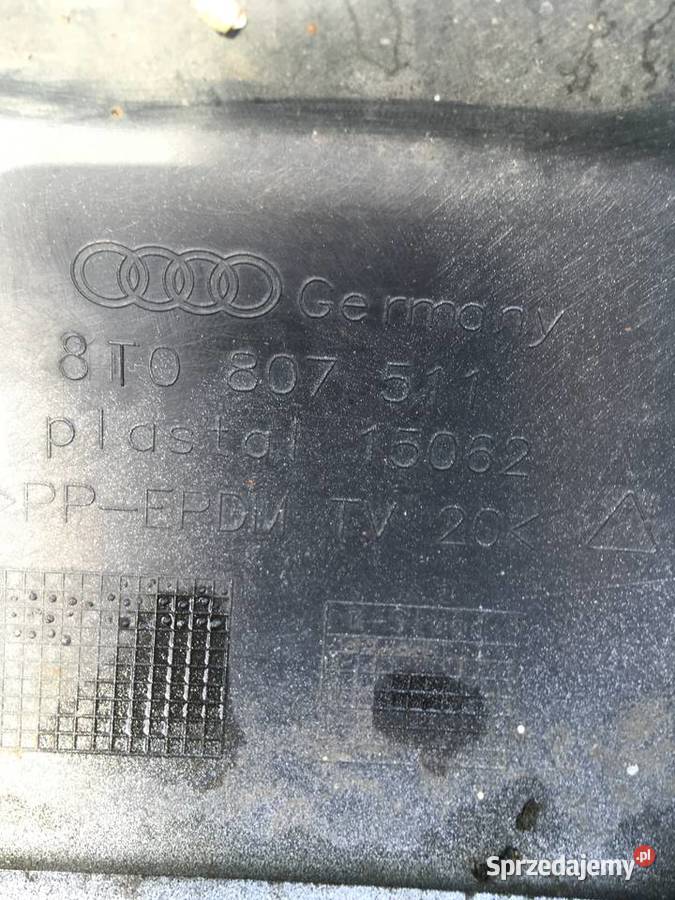 Germany
8T0 807 511
plastal 15062
>PP-EPDM TV 20<
Sprzedajemy.pl